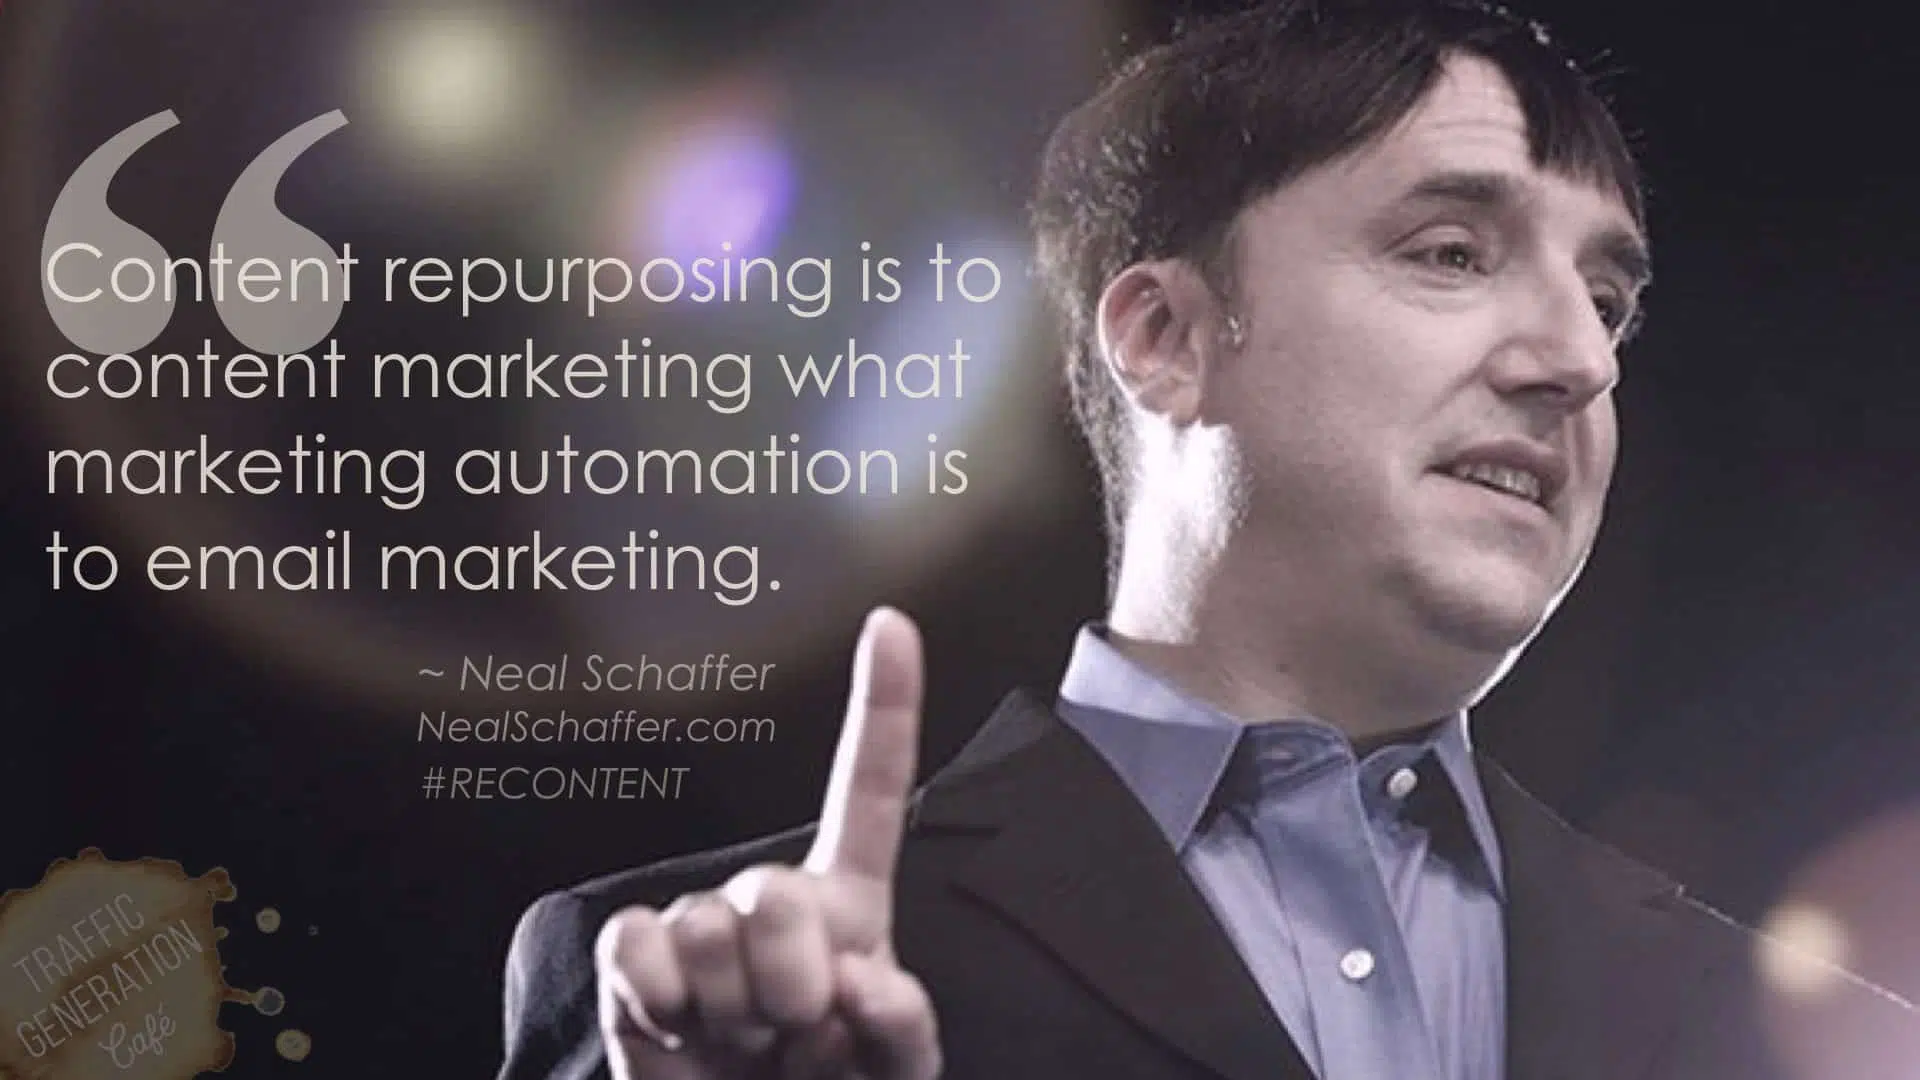 Content repurposing is to
content marketing what
marketing automation is
to email marketing.
~ Neal Schaffer
NealSchaffer.com
#RECONTENT
TRAFFIC
GENERATION
Café